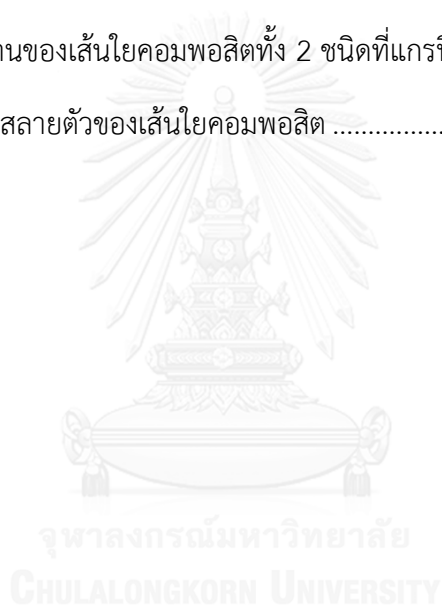 านของเส้นใยคอมพอสิตทั้ง 2 ชนิดที่แกรฟ
สลายตัวของเส้นใยคอมพอสิต ................
จุฬาลงกรณ์มหาวิทยาลัย
CHULALONGKORN UNIVERSITY